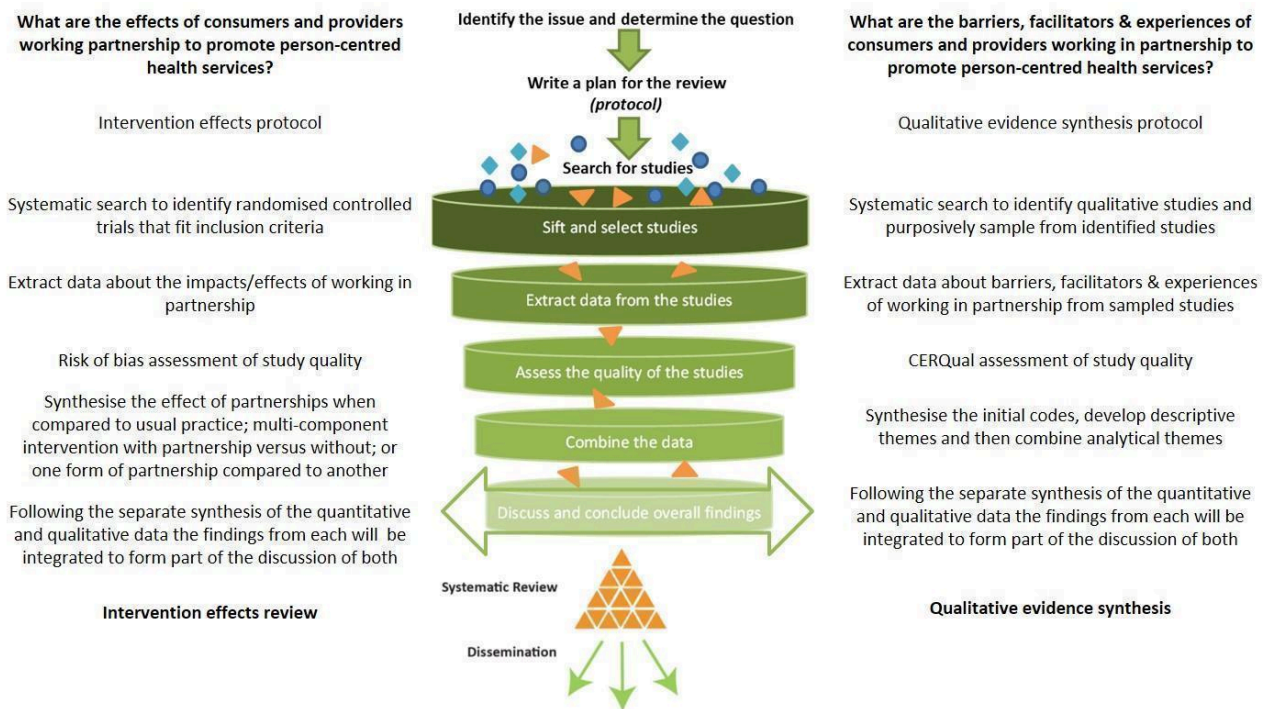 What are the effects of consumers and providers
working partnership to promote person-centred
health services?
Intervention effects protocol
Systematic search to identify randomised controlled
trials that fit inclusion criteria
Extract data about the impacts/effects of working in
partnership
Risk of bias assessment of study quality
Synthesise the effect of partnerships when
compared to usual practice; multi-component
intervention with partnership versus without; or
one form of partnership compared to another
Following the separate synthesis of the quantitative
and qualitative data the findings from each will be
integrated to form part of the discussion of both
Intervention effects review
Identify the issue and determine the question
Write a plan for the review
(protocol)
Search for studies
Sift and select studies
Extract data from the studies
Assess the quality of the studies
Combine the data
Discuss and conclude overall findings
Systematic Review
Dissemination
What are the barriers, facilitators & experiences of
consumers and providers working in partnership to
promote person-centred health services?
Qualitative evidence synthesis protocol
Systematic search to identify qualitative studies and
purposively sample from identified studies
Extract data about barriers, facilitators & experiences
of working in partnership from sampled studies
CERQual assessment of study quality
Synthesise the initial codes, develop descriptive
themes and then combine analytical themes
Following the separate synthesis of the quantitative
and qualitative data the findings from each will be
integrated to form part of the discussion of both
Qualitative evidence synthesis